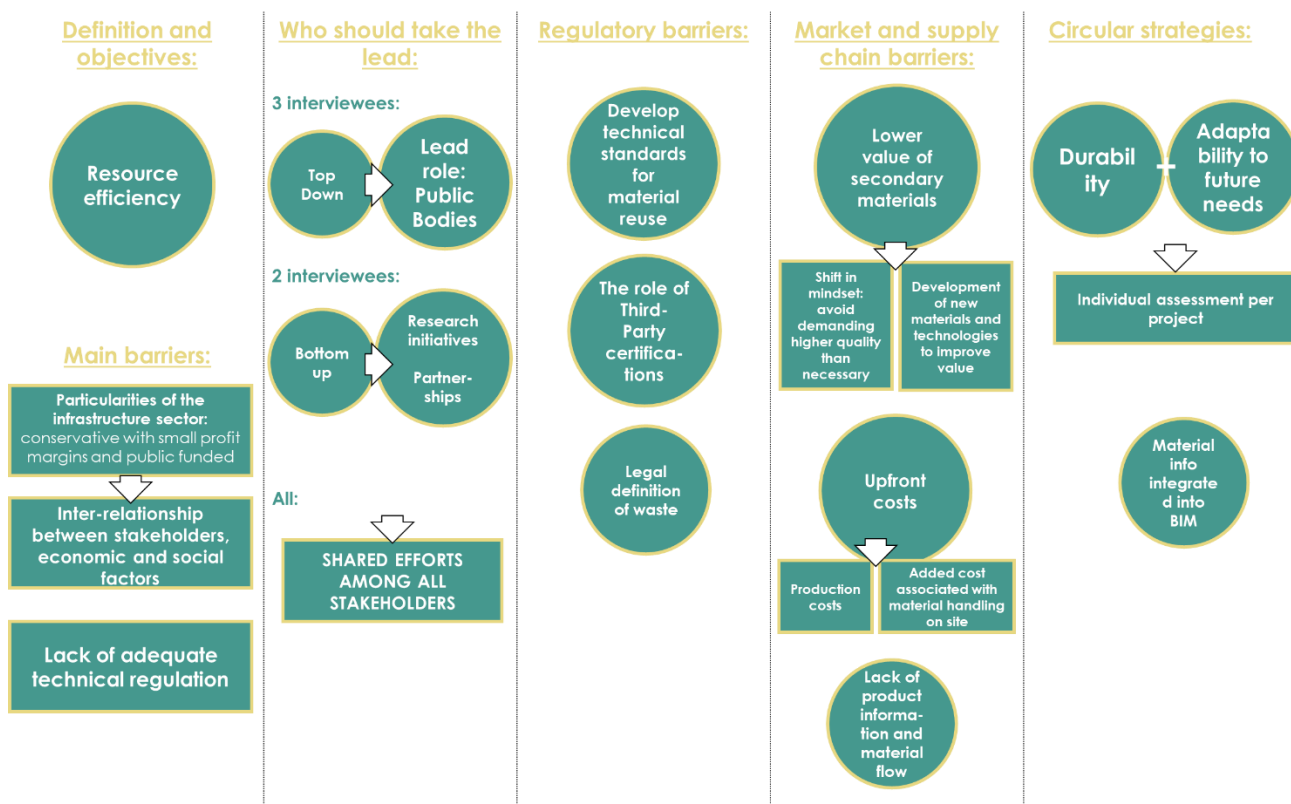 Definition and
objectives:
Resource
efficiency
Main barriers:
Particularities of the
infrastructure sector:
conservative with small profit
margins and public funded
Inter-relationship
between stakeholders,
economic and social
factors
Lack of adequate
technical regulation
Who should take the
lead:
3 interviewees:
Top
Down
Lead
role:
Public
Bodies
2 interviewees:
Bottom
up
Research
initiatives
Partner-
ships
All:
SHARED EFFORTS
AMONG ALL
STAKEHOLDERS
Regulatory barriers:
Develop
technical
standards
for
material
reuse
The role of
Third-
Party
certifica-
tions
Legal
definition
of waste
Market and supply
chain barriers:
Lower
value of
secondary
materials
Shift in
mindset:
avoid
demanding
higher quality
than
necessary
Development
of new
materials and
technologies
to improve
value
Upfront
costs
Production
costs
Added cost
associated with
material handling
on site
Lack of
product
informa-
tion and
material
flow
Circular strategies:
Durabil
ity
+
Adapta
bility to
future
needs
Individual assessment per
project
Material
info
integrate
d into
BIM